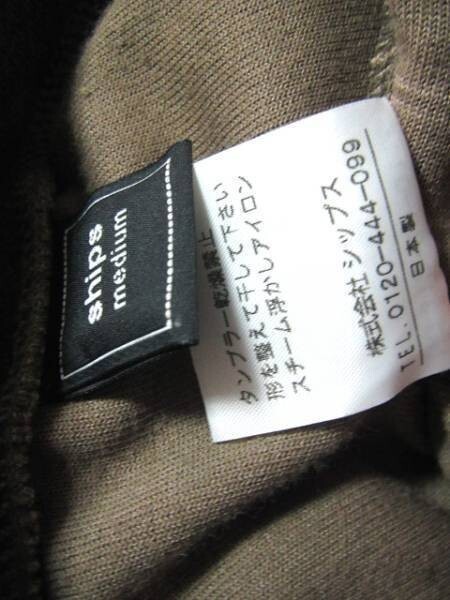 ships
medium
タンブラー乾燥禁止
形を整えて干して下さい
スチーム浮かしアイロン
株式会社シップス
TEL.0120-444-099
日本製